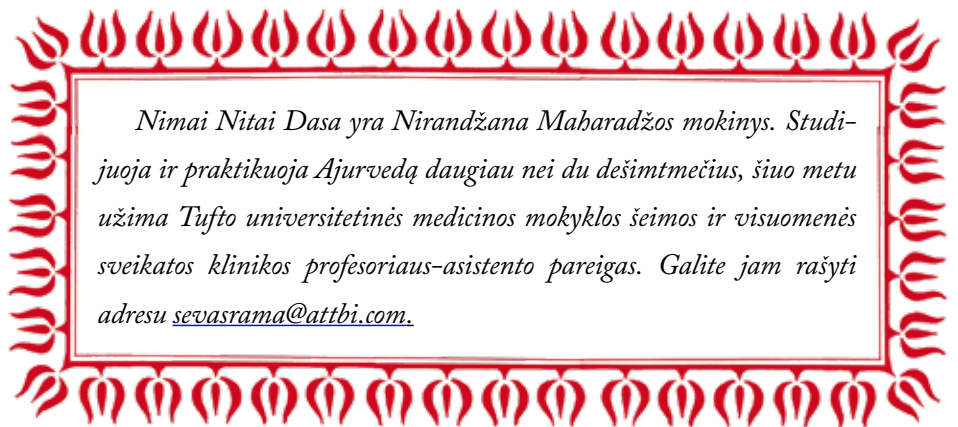 Nimai Nitai Dasa yra Nirandžana Maharadžos mokinys. Studi-
juoja ir praktikuoja Ajurvedą daugiau nei du dešimtmečius, šiuo metu
užima Tufto universitetinės medicinos mokyklos šeimos ir visuomenės
sveikatos klinikos profesoriaus-asistento pareigas. Galite jam rašyti
adresu sevasrama@attbi.com.